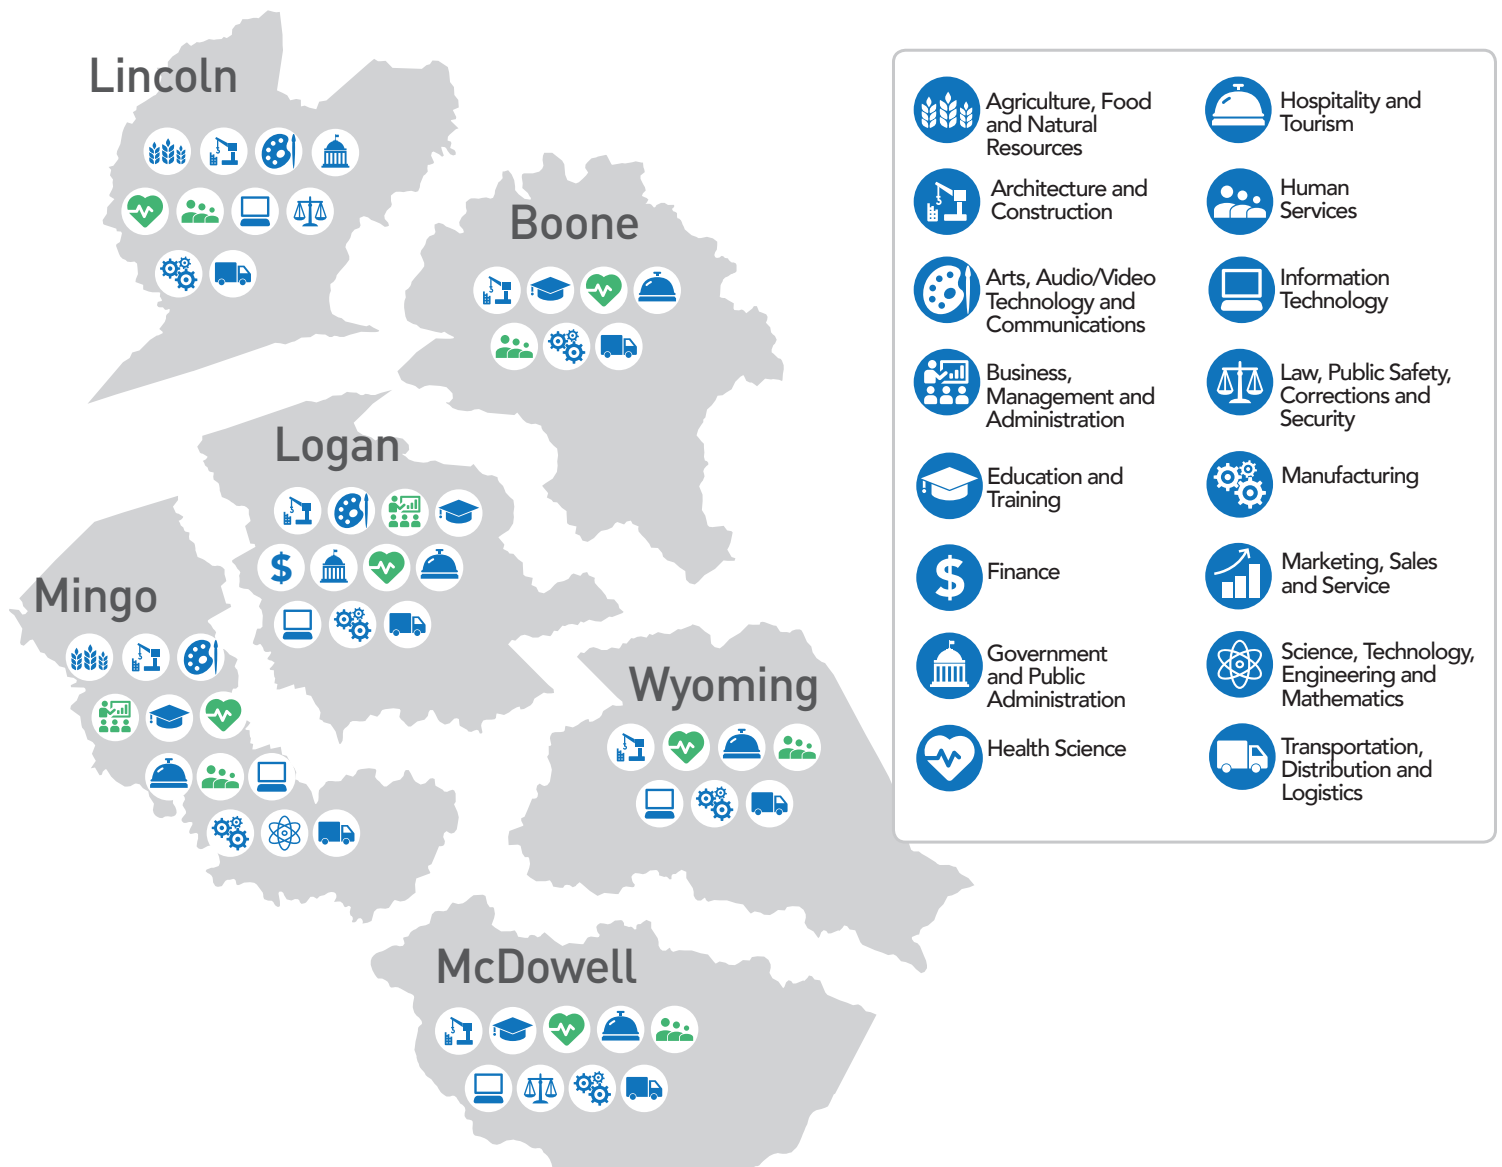 Lincoln
Boone
Logan
Mingo
Wyoming
McDowell
Agriculture, Food
and Natural
Resources
Architecture and
Construction
Arts, Audio/Video
Technology and
Communications
Business,
Management and
Administration
Education and
Training
$
Finance
Government
and Public
Administration
Health Science
Hospitality and
Tourism
Human
Services
Information
Technology
Law, Public Safety,
Corrections and
Security
Manufacturing
Marketing, Sales
and Service
Science, Technology,
Engineering and
Mathematics
Transportation,
Distribution and
Logistics
$